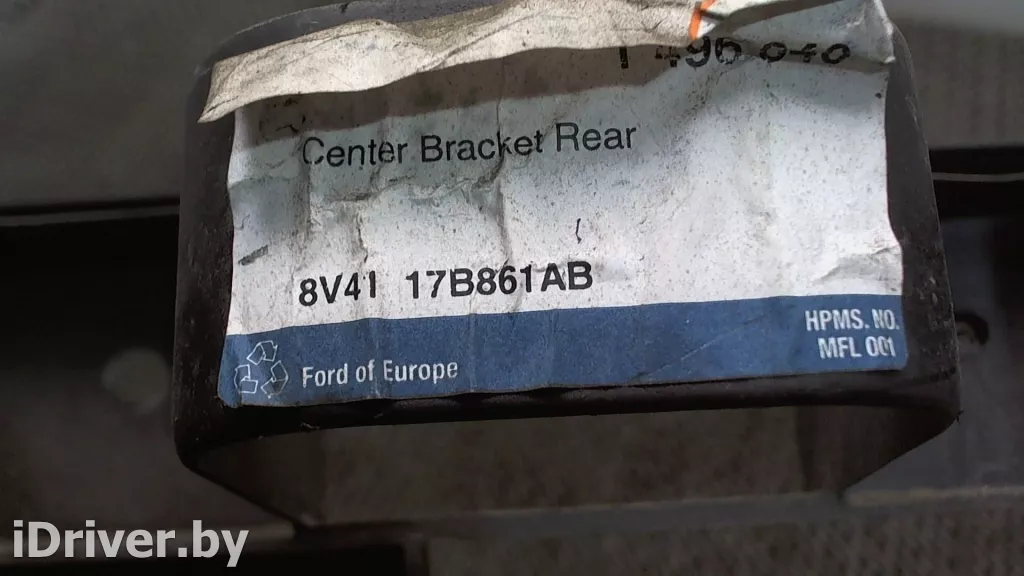 Center Bracket Rear
8V41 17B861AB
HPMS. NO.
MFL 001
Ford of Europe
iDriver.by